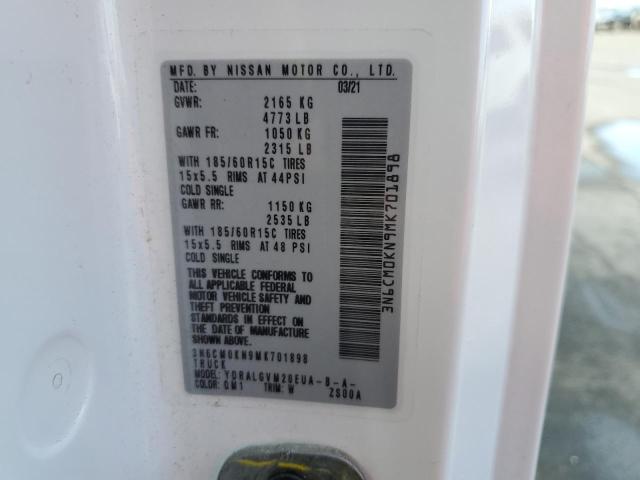 MFD. BY NISSAN MOTOR CO., LTD.
DATE: 03/21
GVWR: 2165 KG
4773 LB
GAWR FR: 1050 KG
2315 LB
WITH 185/60R15C TIRES
15x5.5 RIMS AT 44PSI
COLD SINGLE
GAWR RR: 1150 KG
2535 LB
WITH 185/60R15C TIRES
15x5.5 RIMS AT 48 PSI
COLD SINGLE
THIS VEHICLE CONFORMS TO
ALL APPLICABLE FEDERAL
MOTOR VEHICLE SAFETY AND
THEFT PREVENTION
STANDARDS IN EFFECT ON
THE DATE OF MANUFACTURE
SHOWN ABOVE.
3N6CM0KN9MK701898
TRUCK
MODEL: YDRALGVM20EUA-B-A-
COLOR: QM1 TRIM: W ZS00A
3N6CM0KN9MK701898